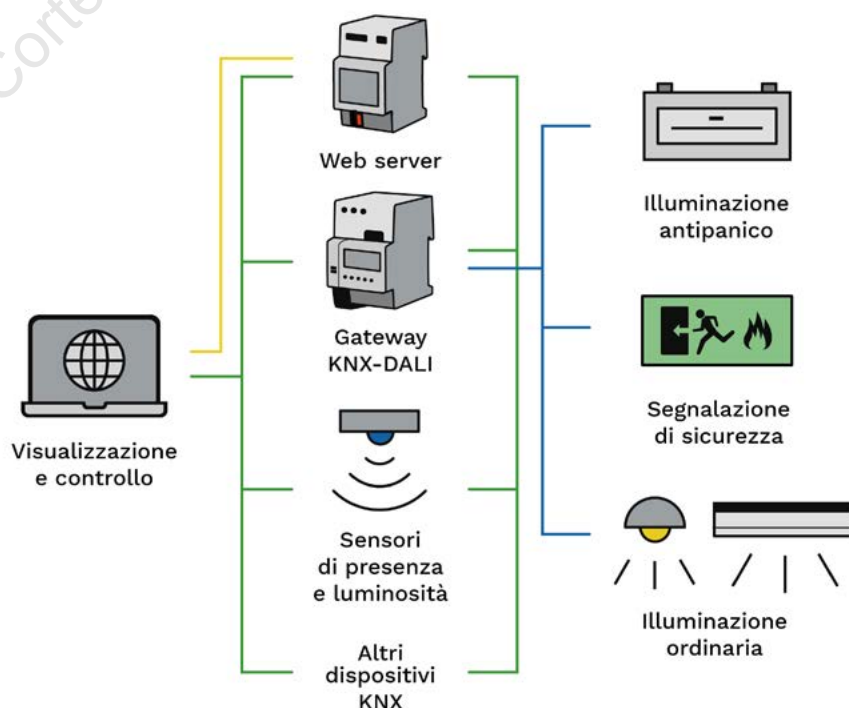 Corte
Web server
Gateway
KNX-DALI
Visualizzazione
e controllo
Sensori
di presenza
e luminosità
Altri
dispositivi
KNX
Illuminazione
antipanico
Segnalazione
di sicurezza
Illuminazione
ordinaria